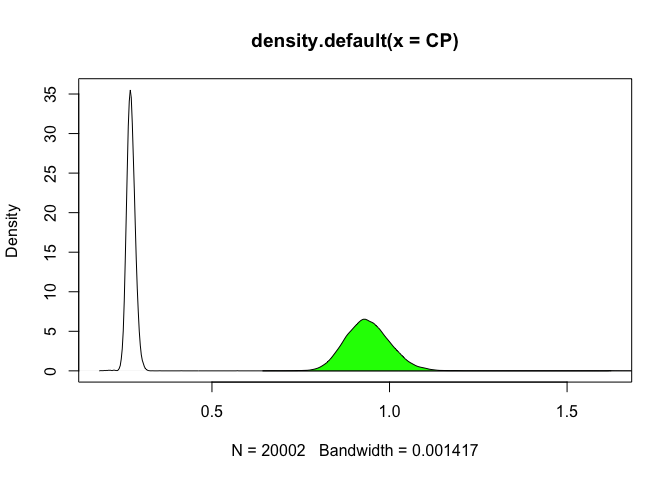 density.default(x = CP)
Density
35
30
25
20
15
10
5
0
0.5 1.0 1.5
N = 20002 Bandwidth = 0.001417